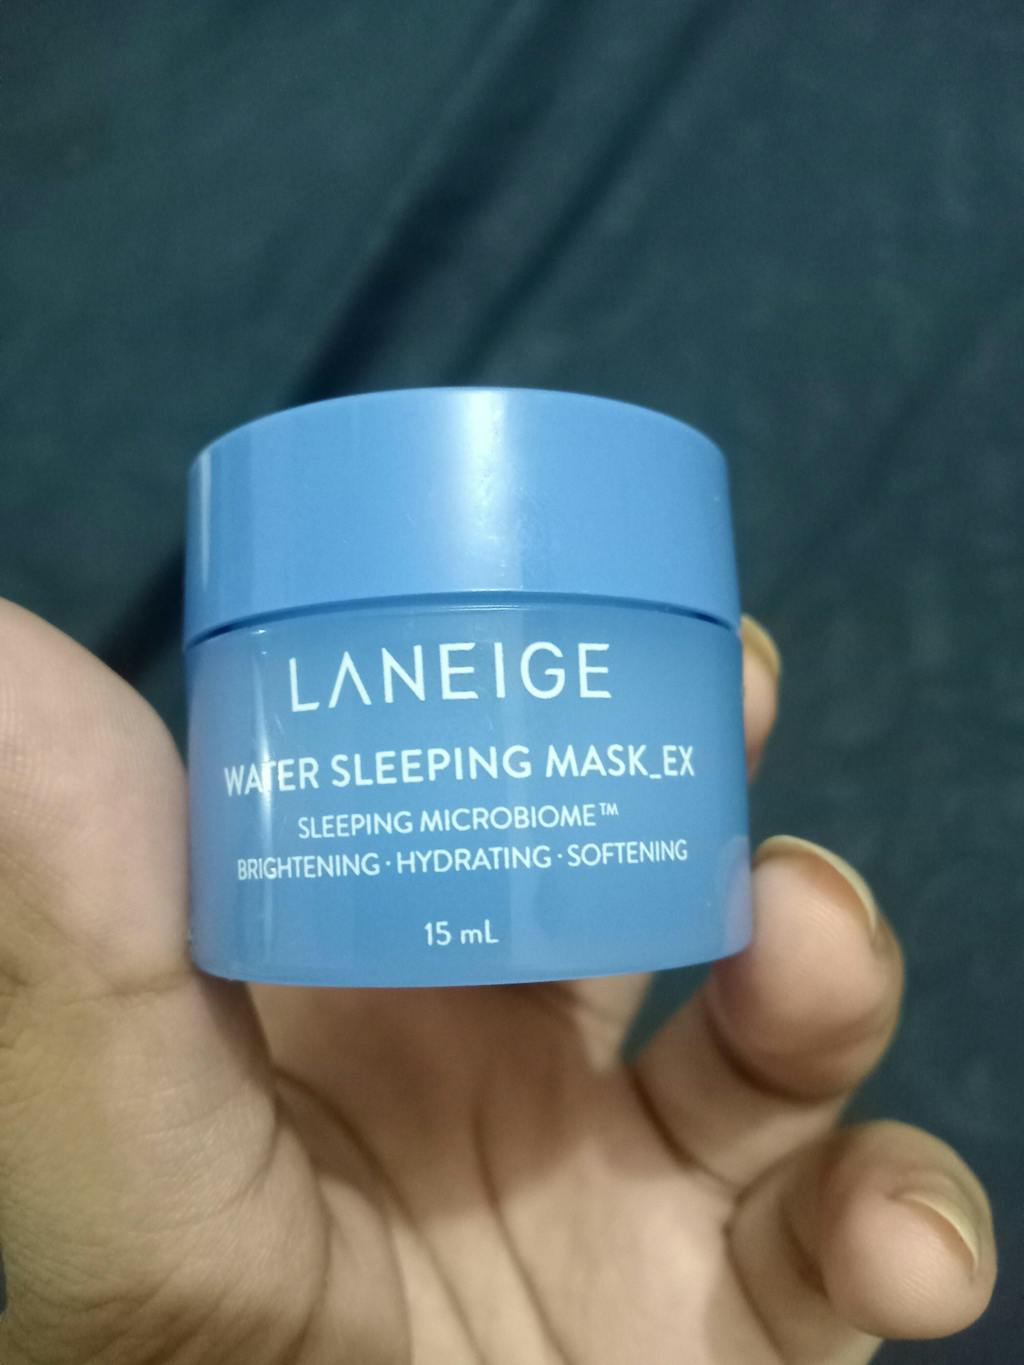 LANEIGE
WATER SLEEPING MASK_EX
SLEEPING MICROBIOME™
BRIGHTENING · HYDRATING · SOFTENING
15 mL